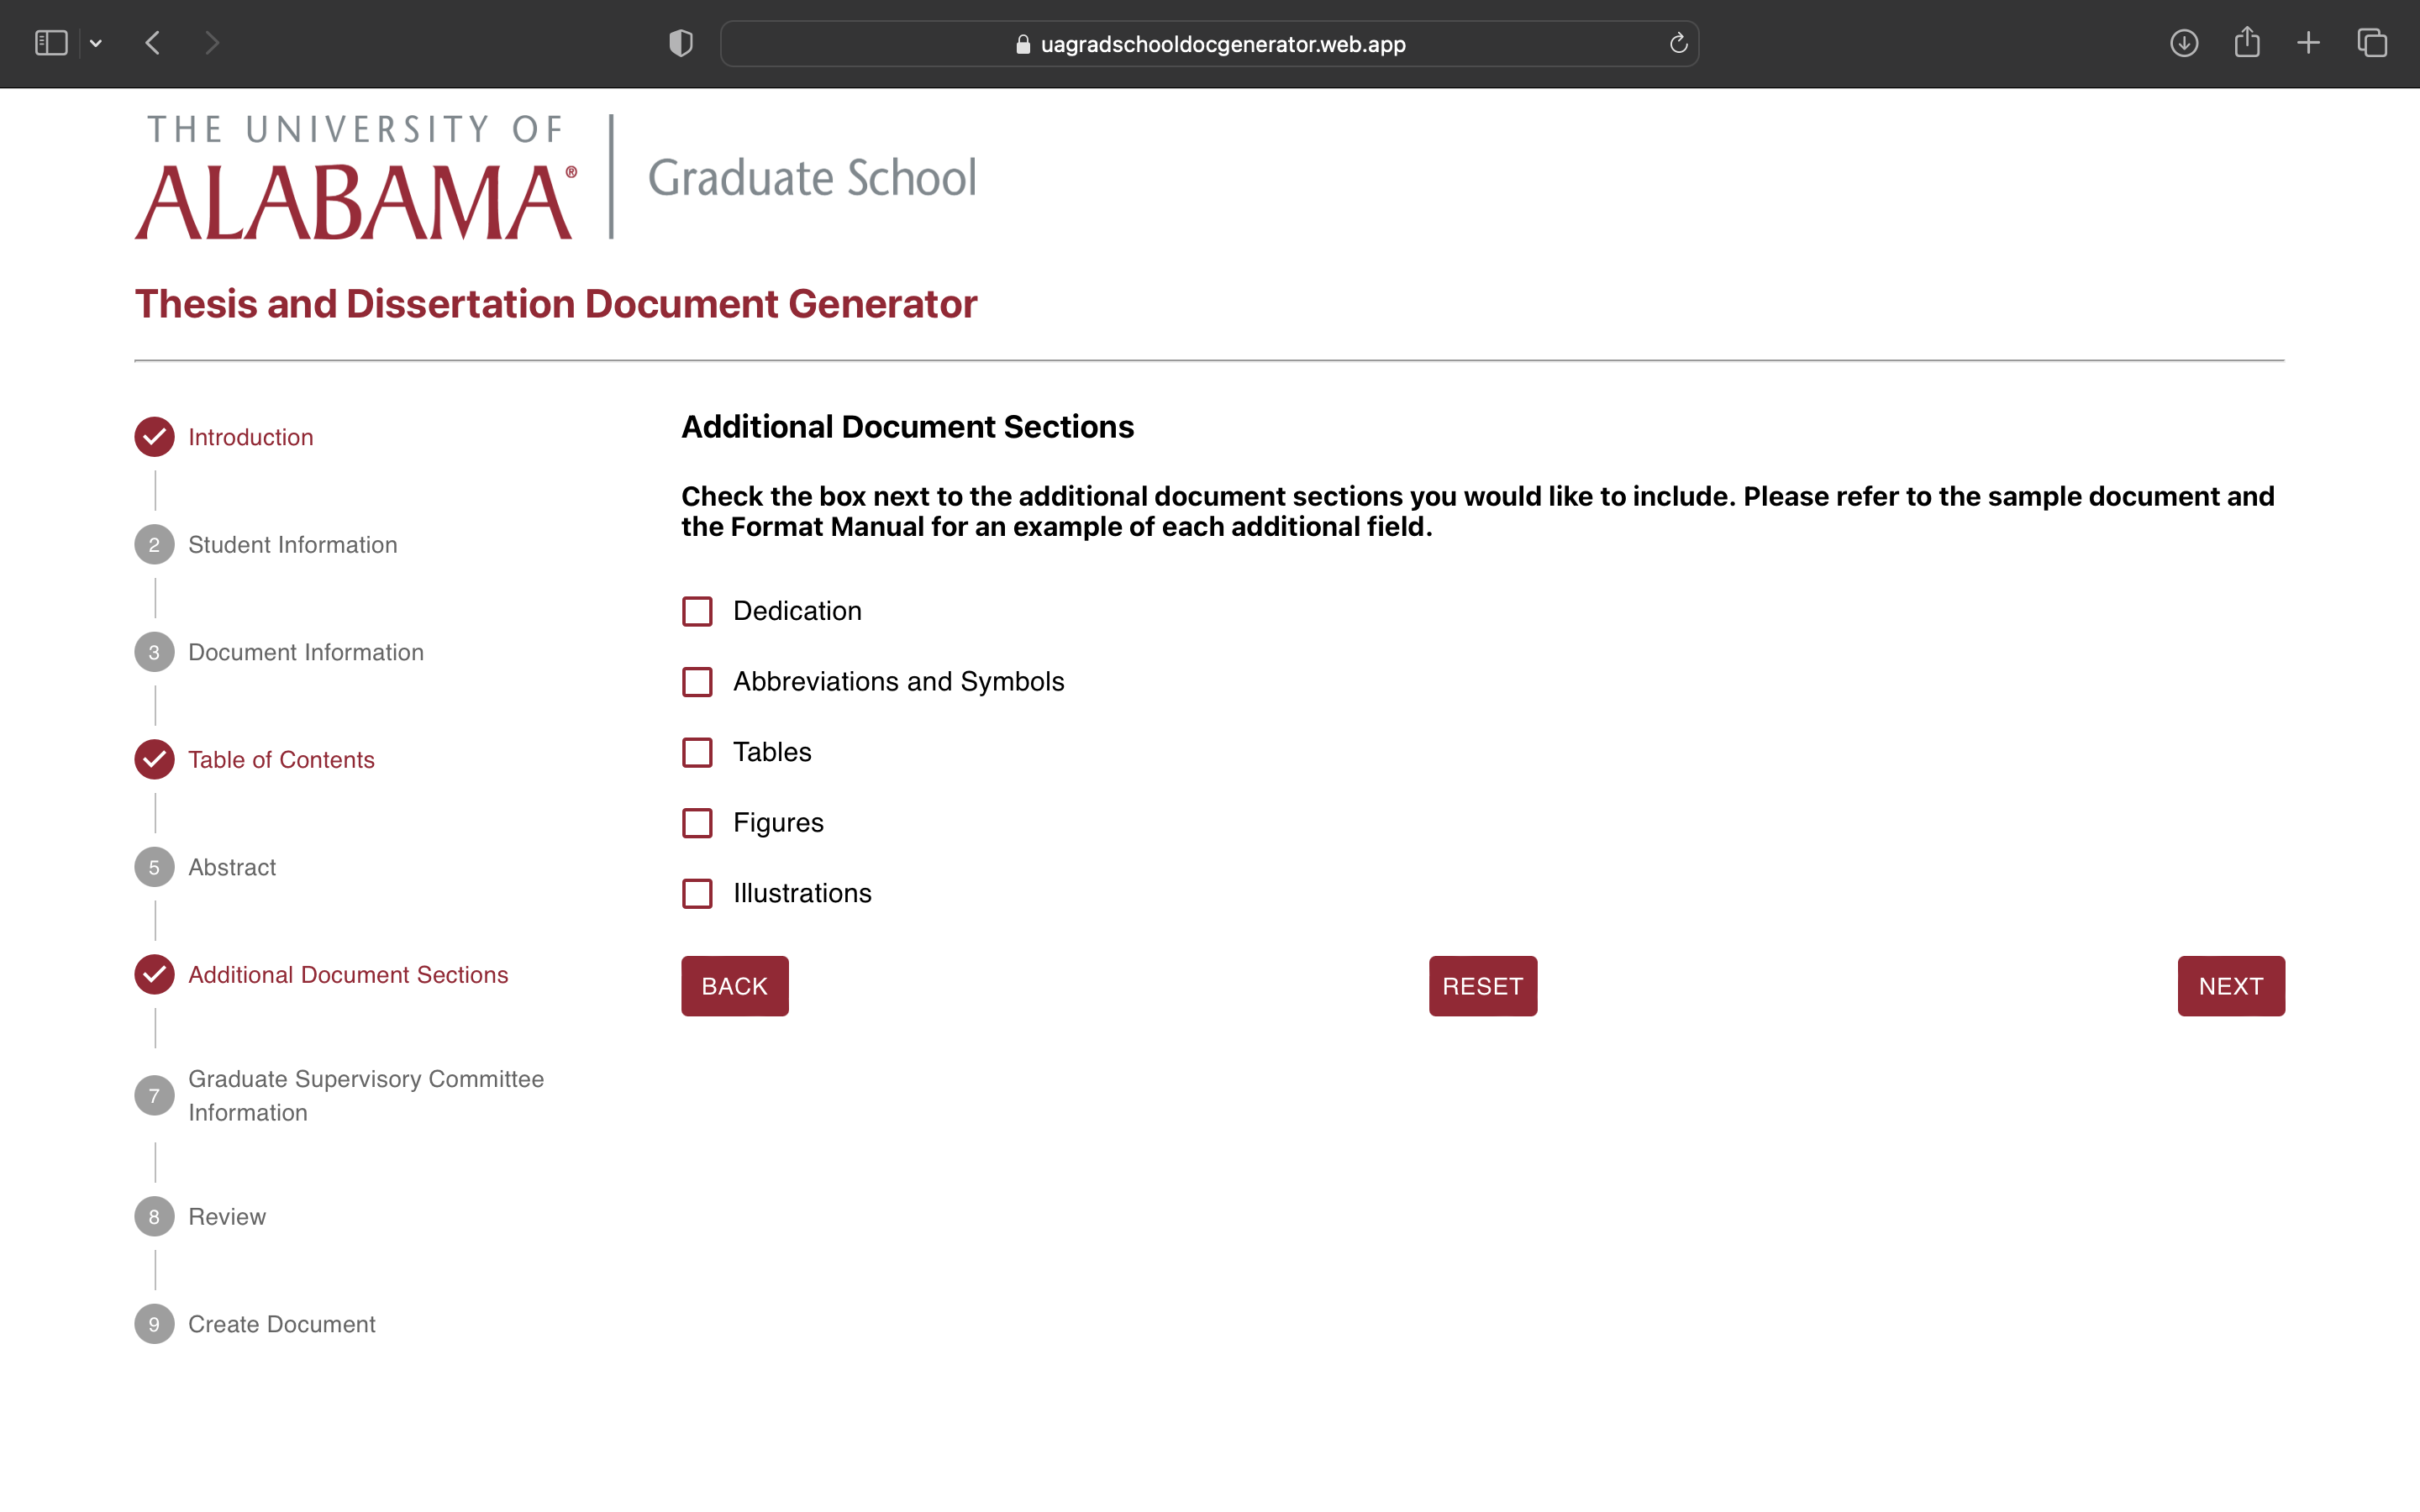 uagradschooldocgenerator.web.app
THE UNIVERSITY OF
ALABAMA®
Graduate School
Thesis and Dissertation Document Generator
Introduction
2 Student Information
3 Document Information
Table of Contents
5 Abstract
Additional Document Sections
7 Graduate Supervisory Committee
Information
8 Review
9 Create Document
Additional Document Sections
Check the box next to the additional document sections you would like to include. Please refer to the sample document and
the Format Manual for an example of each additional field.
Dedication
Abbreviations and Symbols
Tables
Figures
Illustrations
BACK RESET NEXT